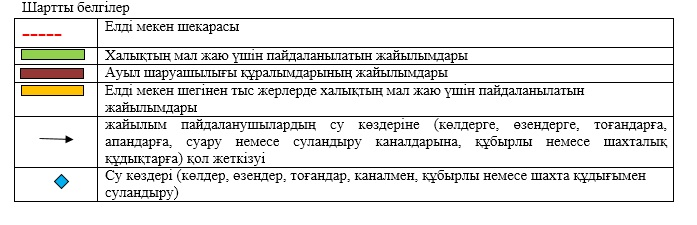 Шартты белгілер
Елді мекен шекарасы
Халықтың мал жаю үшін пайдаланылатын жайылымдары
Ауыл шаруашылығы құралымдарының жайылымдары
Елді мекен шегінен тыс жерлерде халықтың мал жаю үшін пайдаланылатын
жайылымдары
жайылым пайдаланушылардың су көздеріне (көлдерге, өзендерге, тоғандарға,
апандарға, суару немесе суландыру каналдарына, құбырлы немесе шахталық
құдықтарға) қол жеткізуі
Су көздері (көлдер, өзендер, тоғандар, каналмен, құбырлы немесе шахта құдығымен
суландыру)